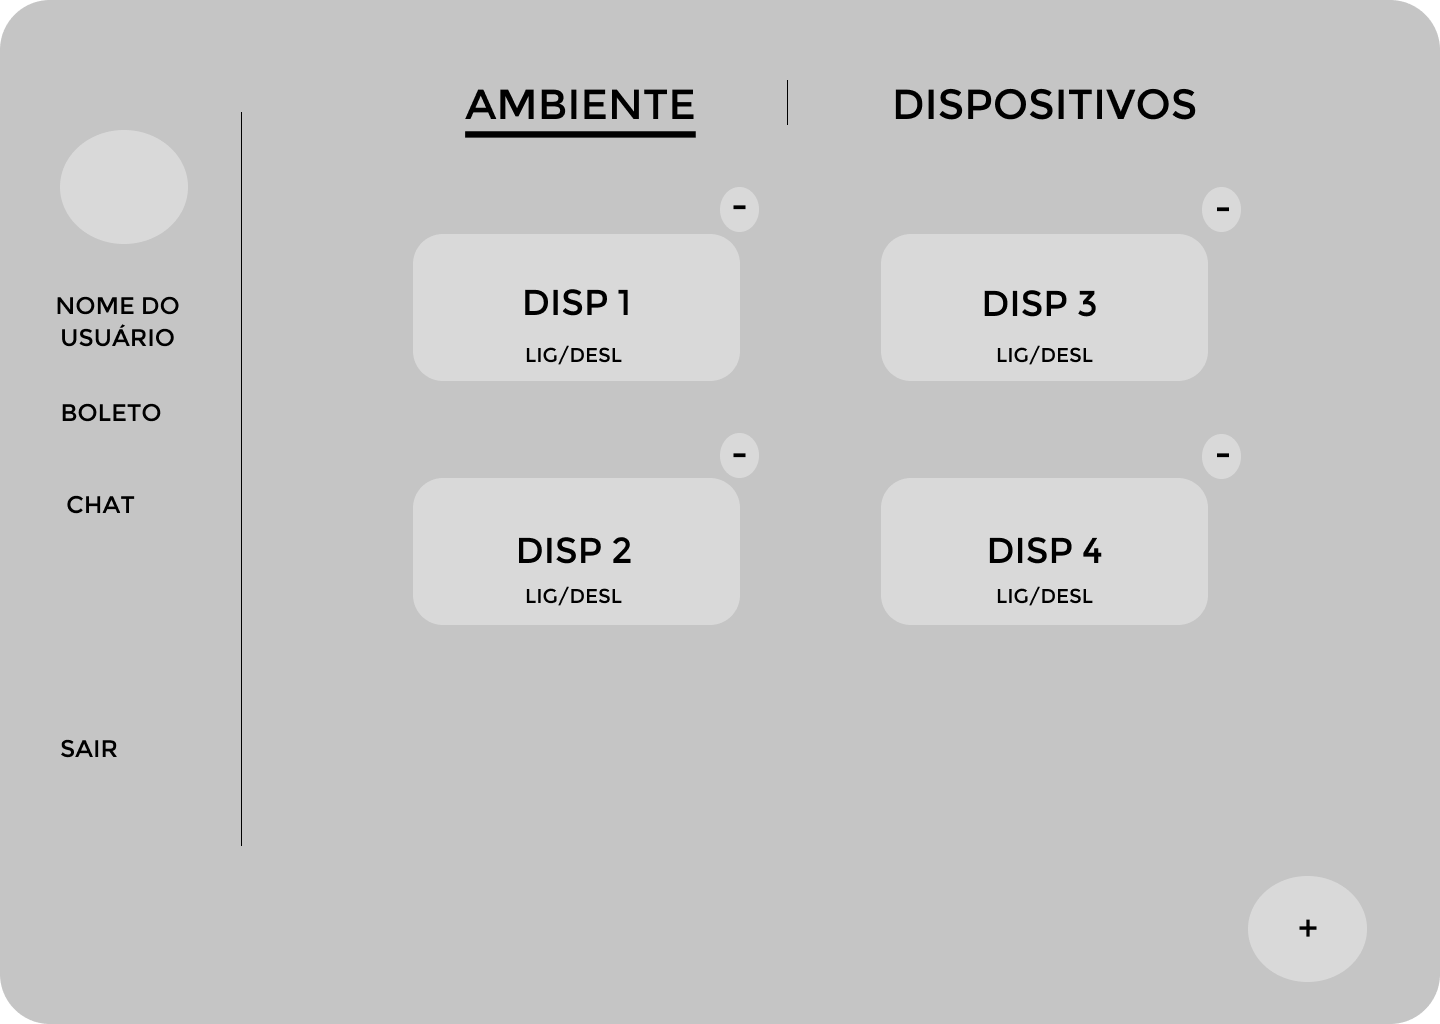 AMBIENTE
DISPOSITIVOS
NOME DO
USUÁRIO
BOLETO
CHAT
SAIR
-
DISP 1
LIG/DESL
-
DISP 3
LIG/DESL
-
DISP 2
LIG/DESL
-
DISP 4
LIG/DESL
+